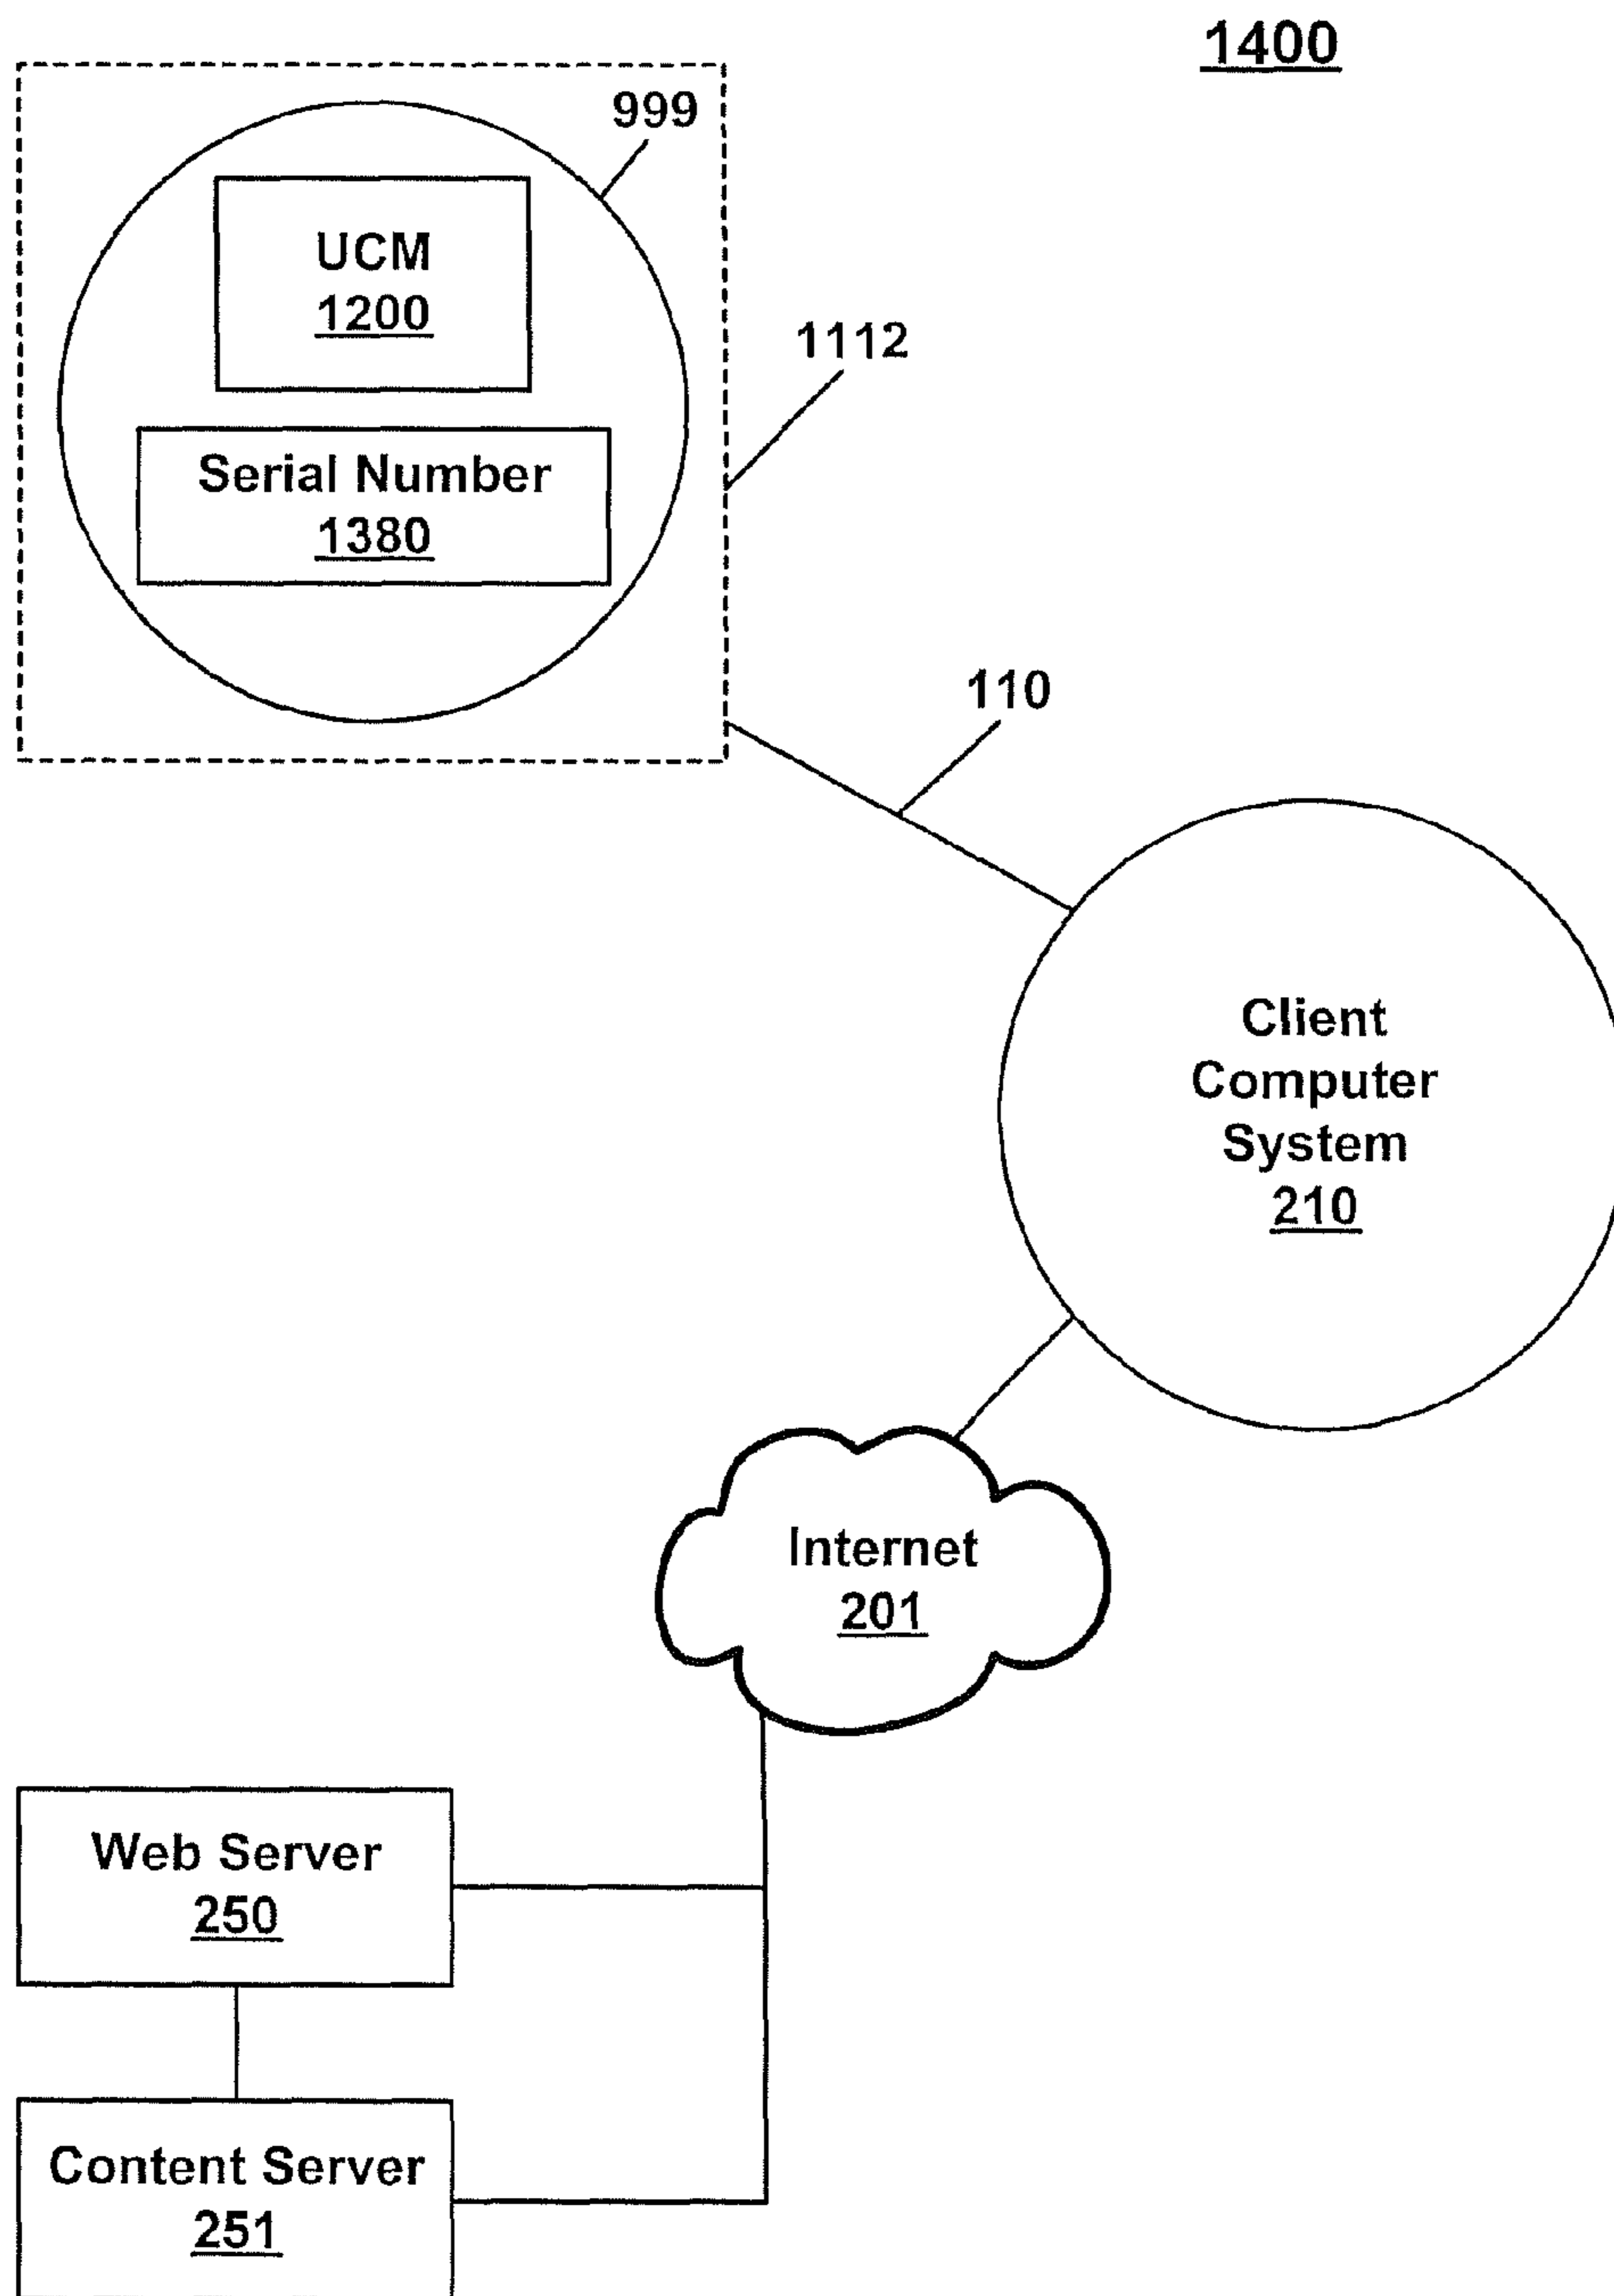 1400
999
UCM
1200
Serial Number
1380
1112
110
Client
Computer
System
210
Internet
201
Web Server
250
Content Server
251